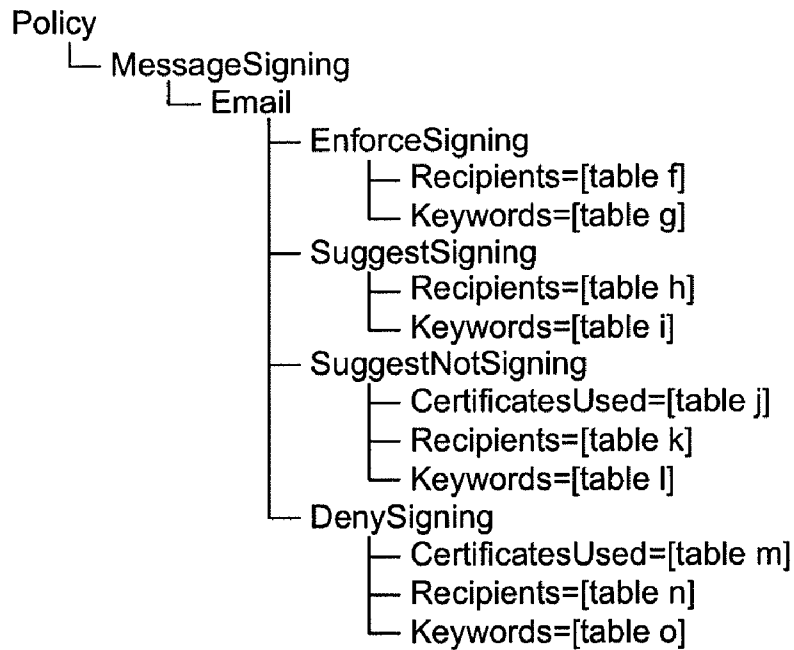 Policy
MessageSigning
Email
EnforceSigning
Recipients=[table f]
Keywords=[table g]
SuggestSigning
Recipients=[table h]
Keywords=[table i]
SuggestNotSigning
CertificatesUsed=[table j]
Recipients=[table k]
Keywords=[table l]
DenySigning
CertificatesUsed=[table m]
Recipients=[table n]
Keywords=[table o]